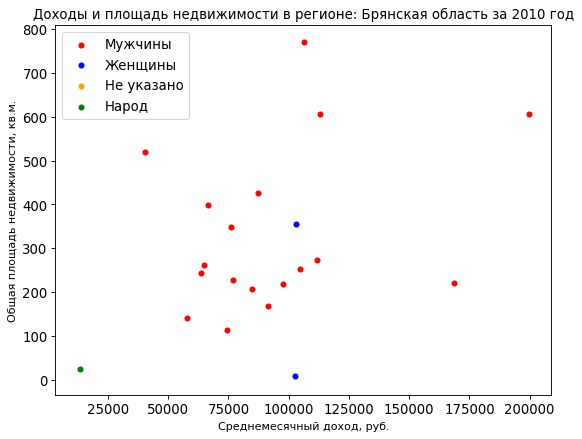 Доходы и площадь недвижимости в регионе: Брянская область за 2010 год
Мужчины
Женщины
Не указано
Народ
Общая площадь недвижимости, кв.м.
800
700
600
500
400
300
200
100
0
25000 50000 75000 100000 125000 150000 175000 200000
Среднемесячный доход, руб.